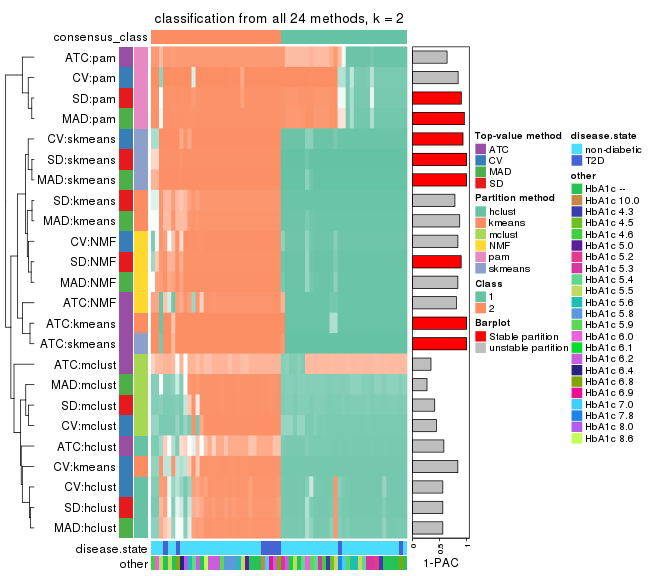 classification from all 24 methods, k = 2
consensus_class
ATC:pam
CV:pam
SD:pam
MAD:pam
CV:skmeans
SD:skmeans
MAD:skmeans
SD:kmeans
MAD:kmeans
CV:NMF
SD:NMF
MAD:NMF
ATC:NMF
ATC:kmeans
ATC:skmeans
ATC:mclust
MAD:mclust
SD:mclust
CV:mclust
ATC:hclust
CV:kmeans
CV:hclust
SD:hclust
MAD:hclust
disease.state
other
0
0.5
1
1-PAC
Top-value method
ATC
CV
MAD
SD
Partition method
hclust
kmeans
mclust
NMF
pam
skmeans
Class
1
2
Barplot
Stable partition
unstable partition
disease.state
non-diabetic
T2D
other
HbA1c --
HbA1c 10.0
HbA1c 4.3
HbA1c 4.5
HbA1c 4.6
HbA1c 5.0
HbA1c 5.2
HbA1c 5.3
HbA1c 5.4
HbA1c 5.5
HbA1c 5.6
HbA1c 5.8
HbA1c 5.9
HbA1c 6.0
HbA1c 6.1
HbA1c 6.2
HbA1c 6.4
HbA1c 6.8
HbA1c 6.9
HbA1c 7.0
HbA1c 7.8
HbA1c 8.0
HbA1c 8.6